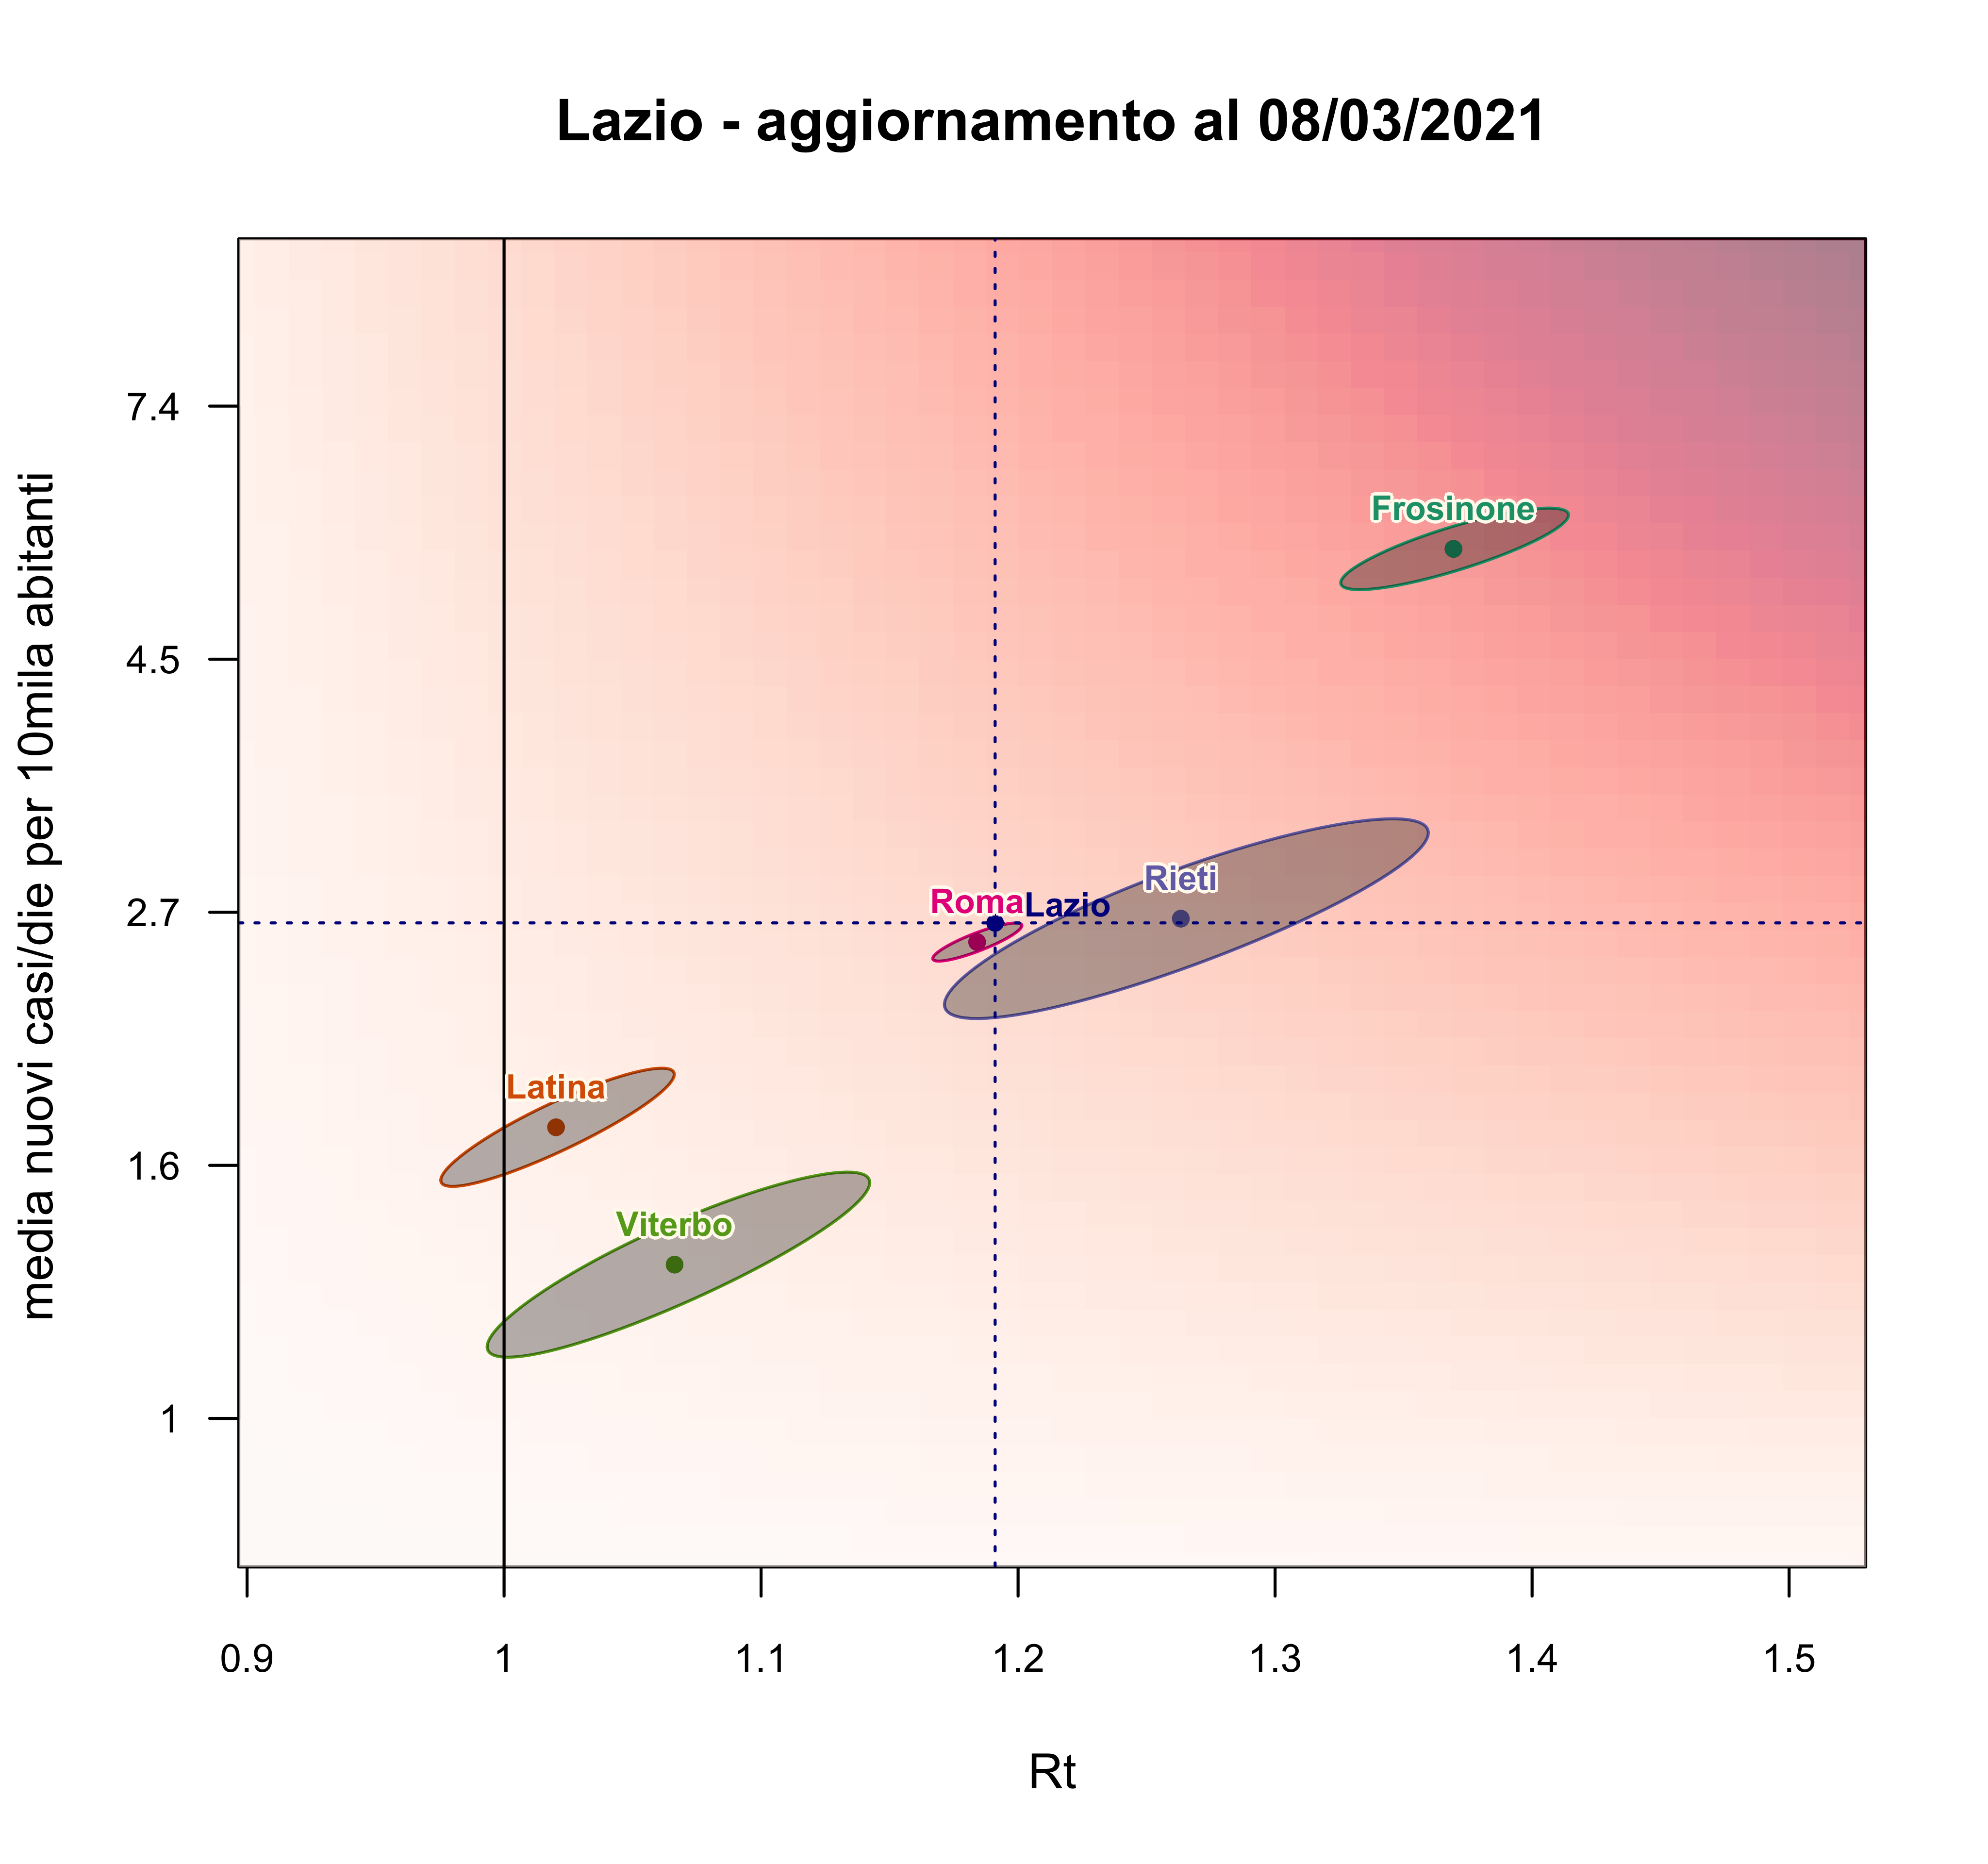 Lazio - aggiornamento al 08/03/2021
media nuovi casi/die per 10mila abitanti
7.4
4.5
2.7
1.6
1
Frosinone
Rieti
Roma
Lazio
Latina
Viterbo
0.9
1
1.1
1.2
1.3
1.4
1.5
Rt